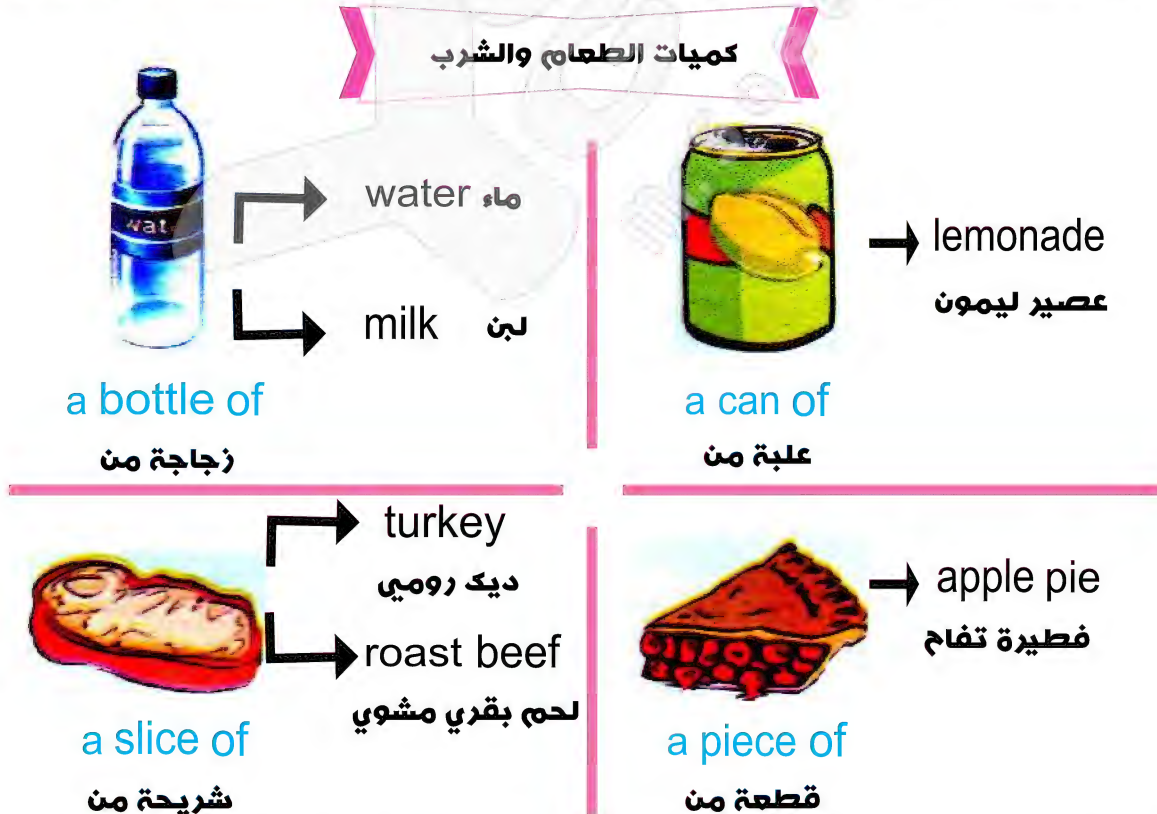 كميات الطعام والشرب
wat
water ماء
milk لبن
a bottle of
زجاجة من
lemonade
عصير ليمون
a can of
علبة من
turkey
ديك رومي
roast beef
لحم بقري مشوي
a slice of
شريحة من
apple pie
فطيرة تفاح
a piece of
قطعة من